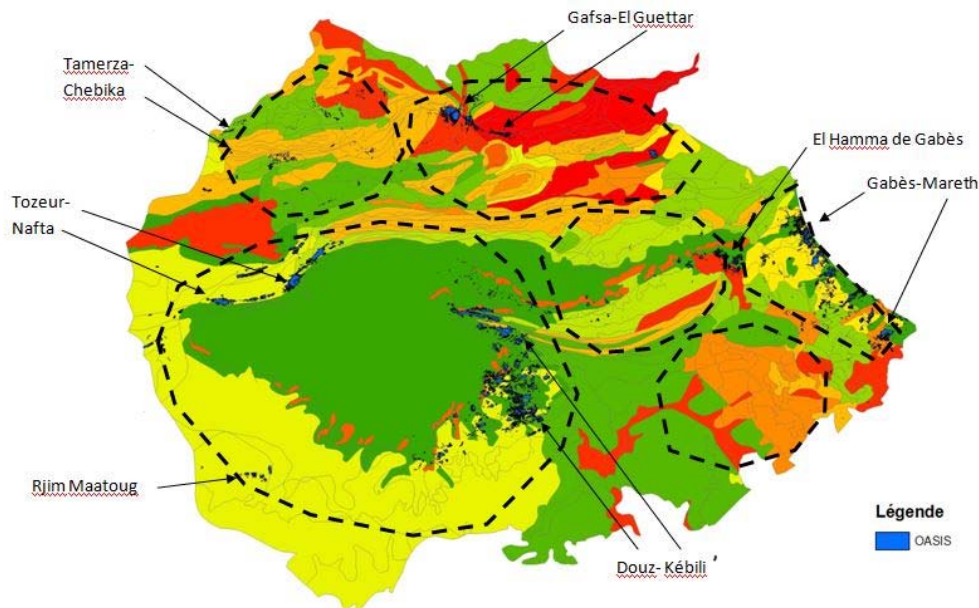 Gafsa-El Guettar
Tamerza-
Chebika
El Hamma de Gabès
Gabès-Mareth
Tozeur-
Nafta
Rjim Maatoug
Légende
OASIS
Douz- Kébili '